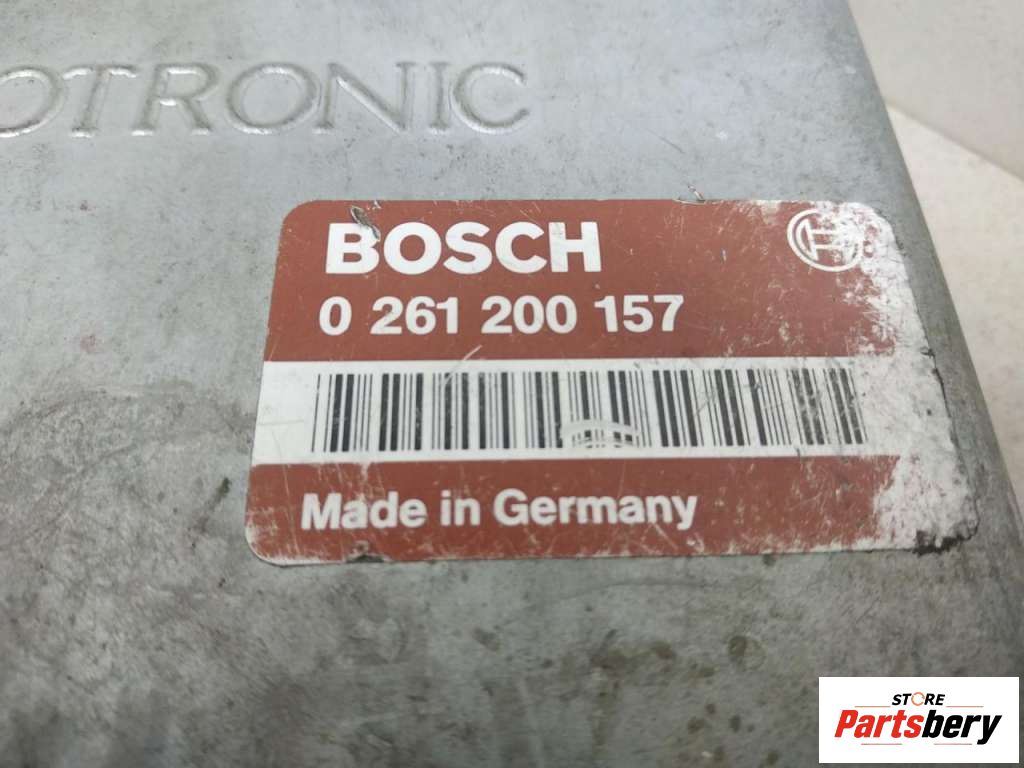 OTRONIC
BOSCH
0 261 200 157
Made in Germany
STORE
Partsbery